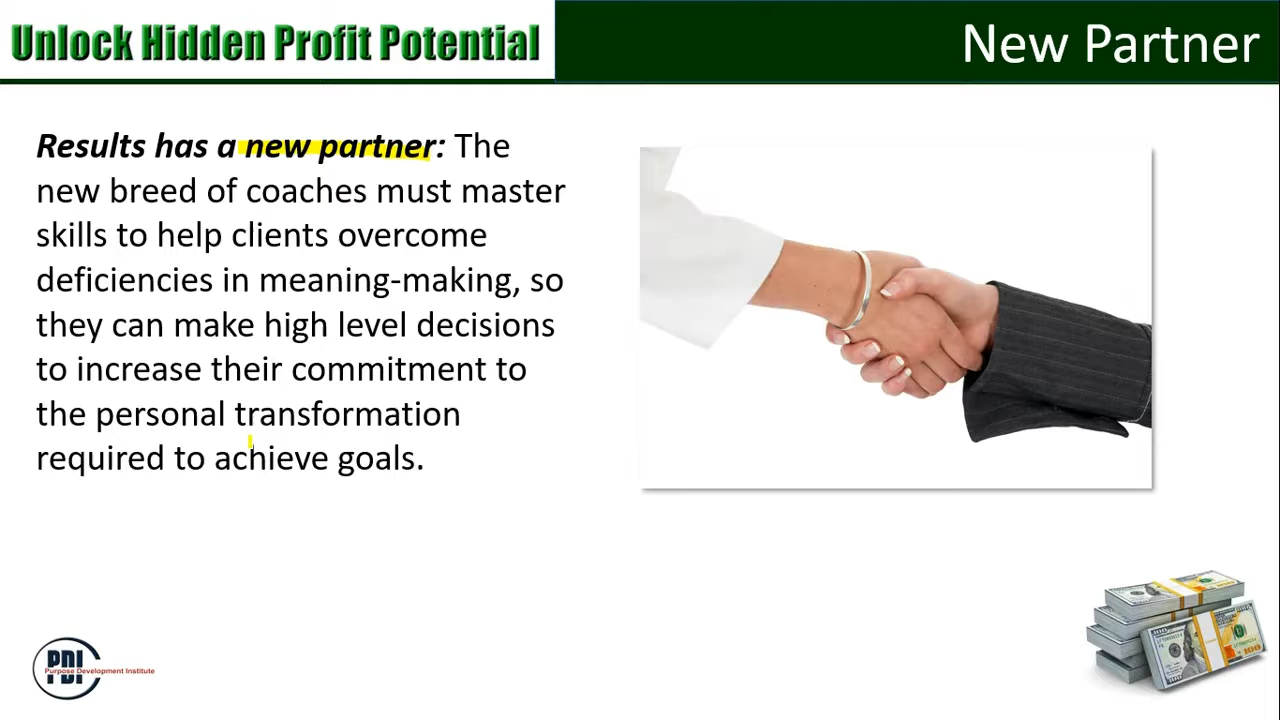 Unlock Hidden Profit Potential
New Partner
Results has a new partner: The
new breed of coaches must master
skills to help clients overcome
deficiencies in meaning-making, so
they can make high level decisions
to increase their commitment to
the personal transformation
required to achieve goals.
PDI
Purpose Development Institute
100